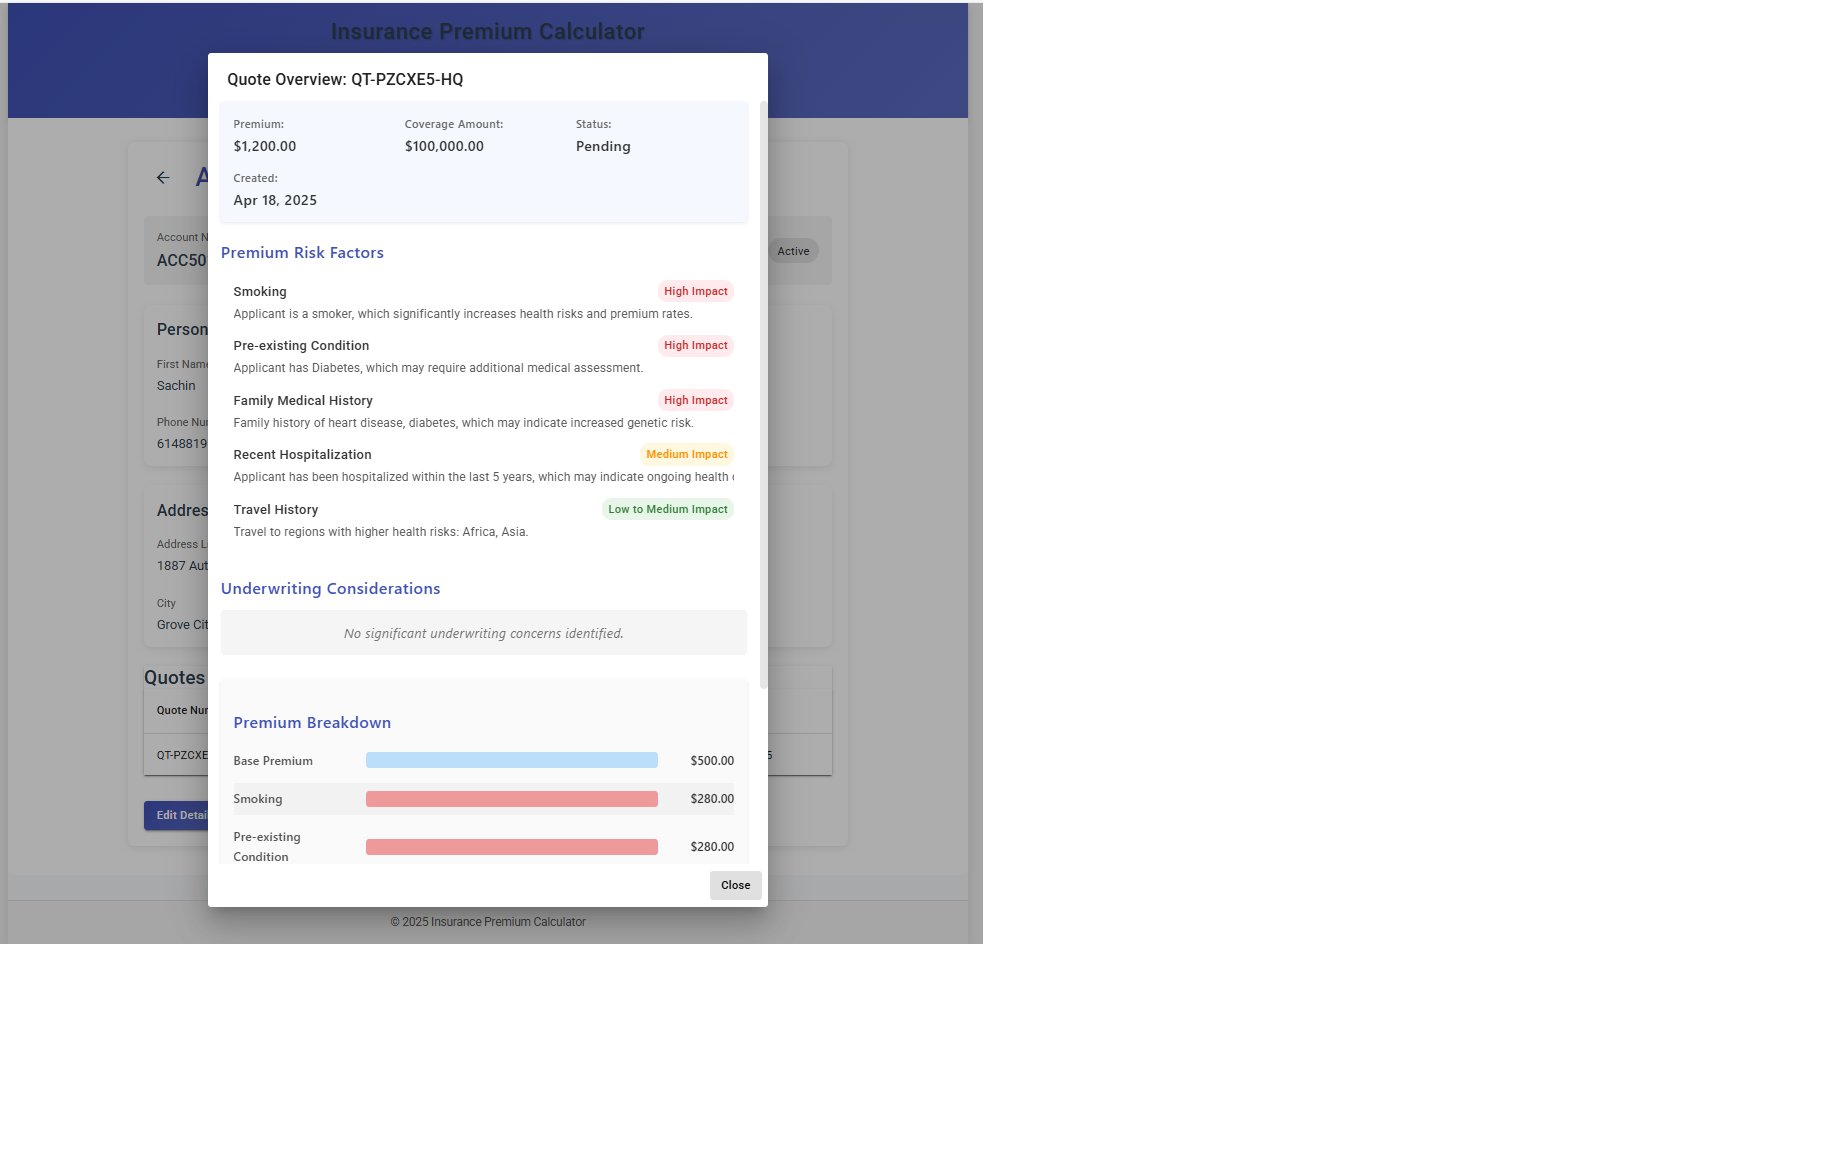 Insurance Premium Calculator
Quote Overview: QT-PZCXE5-HQ
Premium:
$1,200.00
Coverage Amount:
$100,000.00
Status:
Pending
Created:
Apr 18, 2025
Premium Risk Factors
Smoking
High Impact
Applicant is a smoker, which significantly increases health risks and premium rates.
Pre-existing Condition
High Impact
Applicant has Diabetes, which may require additional medical assessment.
Family Medical History
High Impact
Family history of heart disease, diabetes, which may indicate increased genetic risk.
Recent Hospitalization
Medium Impact
Applicant has been hospitalized within the last 5 years, which may indicate ongoing health
Travel History
Low to Medium Impact
Travel to regions with higher health risks: Africa, Asia.
Underwriting Considerations
No significant underwriting concerns identified.
Premium Breakdown
Base Premium
$500.00
Smoking
$280.00
Pre-existing
Condition
$280.00
Close
A
Account N
ACC50
Active
Person
First Name
Sachin
Phone Nur
6148819
Addres
Address L
1887 Aut
City
Grove Cit
Quotes
Quote Nur
QT-PZCXE
5
Edit Detai
© 2025 Insurance Premium Calculator